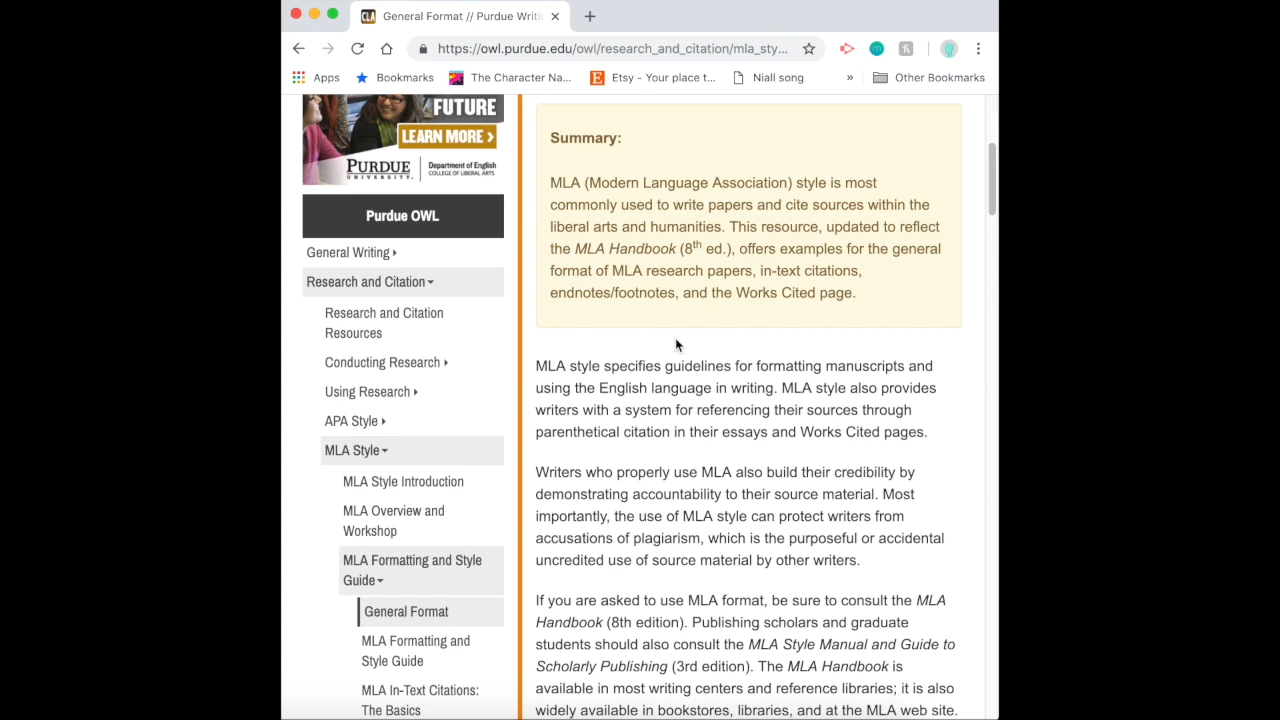 General Format // Purdue Writi
https://owl.purdue.edu/owl/research_and_citation/mla_sty...
Apps
Bookmarks
The Character Na...
Etsy - Your place t...
Niall song
»
Other Bookmarks
FUTURE
LEARN MORE >
PURDUE
UNIVERSITY.
Department of English
COLLEGE OF LIBERAL ARTS
Purdue OWL
General Writing
Research and Citation
Research and Citation
Resources
Conducting Research
Using Research
APA Style
MLA Style
MLA Style Introduction
MLA Overview and
Workshop
MLA Formatting and Style
Guide
General Format
MLA Formatting and
Style Guide
MLA In-Text Citations:
The Basics
Summary:
MLA (Modern Language Association) style is most
commonly used to write papers and cite sources within the
liberal arts and humanities. This resource, updated to reflect
the MLA Handbook (8th ed.), offers examples for the general
format of MLA research papers, in-text citations,
endnotes/footnotes, and the Works Cited page.
MLA style specifies guidelines for formatting manuscripts and
using the English language in writing. MLA style also provides
writers with a system for referencing their sources through
parenthetical citation in their essays and Works Cited pages.
Writers who properly use MLA also build their credibility by
demonstrating accountability to their source material. Most
importantly, the use of MLA style can protect writers from
accusations of plagiarism, which is the purposeful or accidental
uncredited use of source material by other writers.
If you are asked to use MLA format, be sure to consult the MLA
Handbook (8th edition). Publishing scholars and graduate
students should also consult the MLA Style Manual and Guide to
Scholarly Publishing (3rd edition). The MLA Handbook is
available in most writing centers and reference libraries; it is also
widely available in bookstores, libraries, and at the MLA web site.